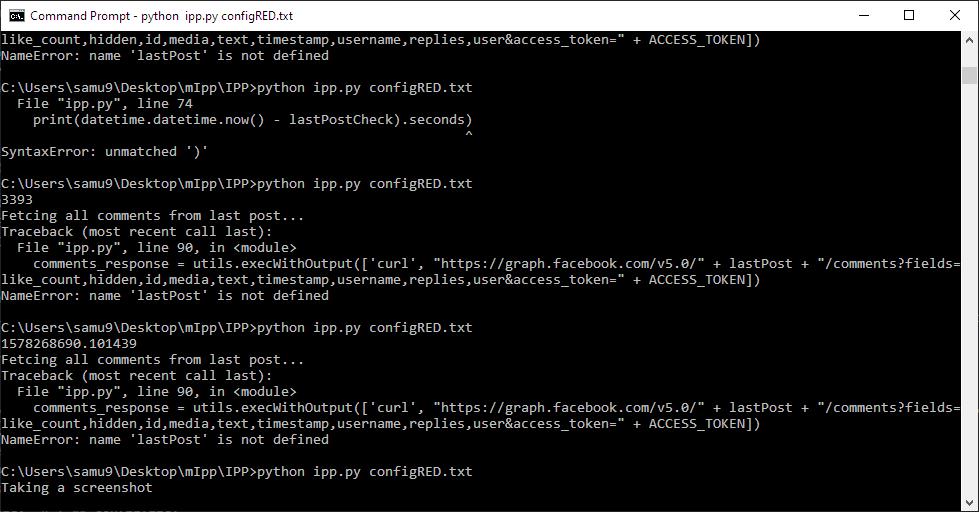 Command Prompt - python  ipp.py configRED.txt
like_count,hidden,id,media,text,timestamp,username,replies,user&access_token=" + ACCESS_TOKEN])
NameError: name 'lastPost' is not defined
C:\Users\samu9\Desktop\mIpp\IPP>python ipp.py configRED.txt
  File "ipp.py", line 74
    print(datetime.datetime.now() - lastPostCheck).seconds)
                                                          ^
SyntaxError: unmatched ')'
C:\Users\samu9\Desktop\mIpp\IPP>python ipp.py configRED.txt
3393
Fetcing all comments from last post...
Traceback (most recent call last):
  File "ipp.py", line 90, in <module>
    comments_response = utils.execWithOutput(['curl', "https://graph.facebook.com/v5.0/" + lastPost + "/comments?fields=
like_count,hidden,id,media,text,timestamp,username,replies,user&access_token=" + ACCESS_TOKEN])
NameError: name 'lastPost' is not defined
C:\Users\samu9\Desktop\mIpp\IPP>python ipp.py configRED.txt
1578268690.101439
Fetcing all comments from last post...
Traceback (most recent call last):
  File "ipp.py", line 90, in <module>
    comments_response = utils.execWithOutput(['curl', "https://graph.facebook.com/v5.0/" + lastPost + "/comments?fields=
like_count,hidden,id,media,text,timestamp,username,replies,user&access_token=" + ACCESS_TOKEN])
NameError: name 'lastPost' is not defined
C:\Users\samu9\Desktop\mIpp\IPP>python ipp.py configRED.txt
Taking a screenshot